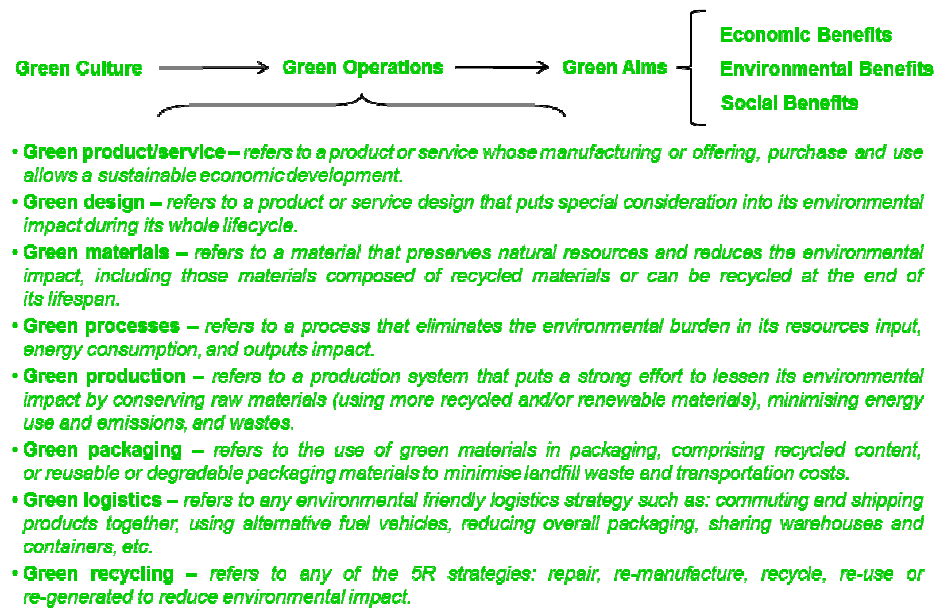 Economic Benefits
Green Culture Green Operations Green Aims Environmental Benefits
Social Benefits
• Green product/service – refers to a product or service whose manufacturing or offering, purchase and use
allows a sustainable economic development.
• Green design – refers to a product or service design that puts special consideration into its environmental
impact during its whole lifecycle.
• Green materials – refers to a material that preserves natural resources and reduces the environmental
impact, including those materials composed of recycled materials or can be recycled at the end of
its lifespan.
• Green processes – refers to a process that eliminates the environmental burden in its resources input,
energy consumption, and outputs impact.
• Green production – refers to a production system that puts a strong effort to lessen its environmental
impact by conserving raw materials (using more recycled and/or renewable materials), minimising energy
use and emissions, and wastes.
• Green packaging – refers to the use of green materials in packaging, comprising recycled content,
or reusable or degradable packaging materials to minimise landfill waste and transportation costs.
• Green logistics – refers to any environmental friendly logistics strategy such as: commuting and shipping
products together, using alternative fuel vehicles, reducing overall packaging, sharing warehouses and
containers, etc.
• Green recycling – refers to any of the 5R strategies: repair, re-manufacture, recycle, re-use or
re-generated to reduce environmental impact.